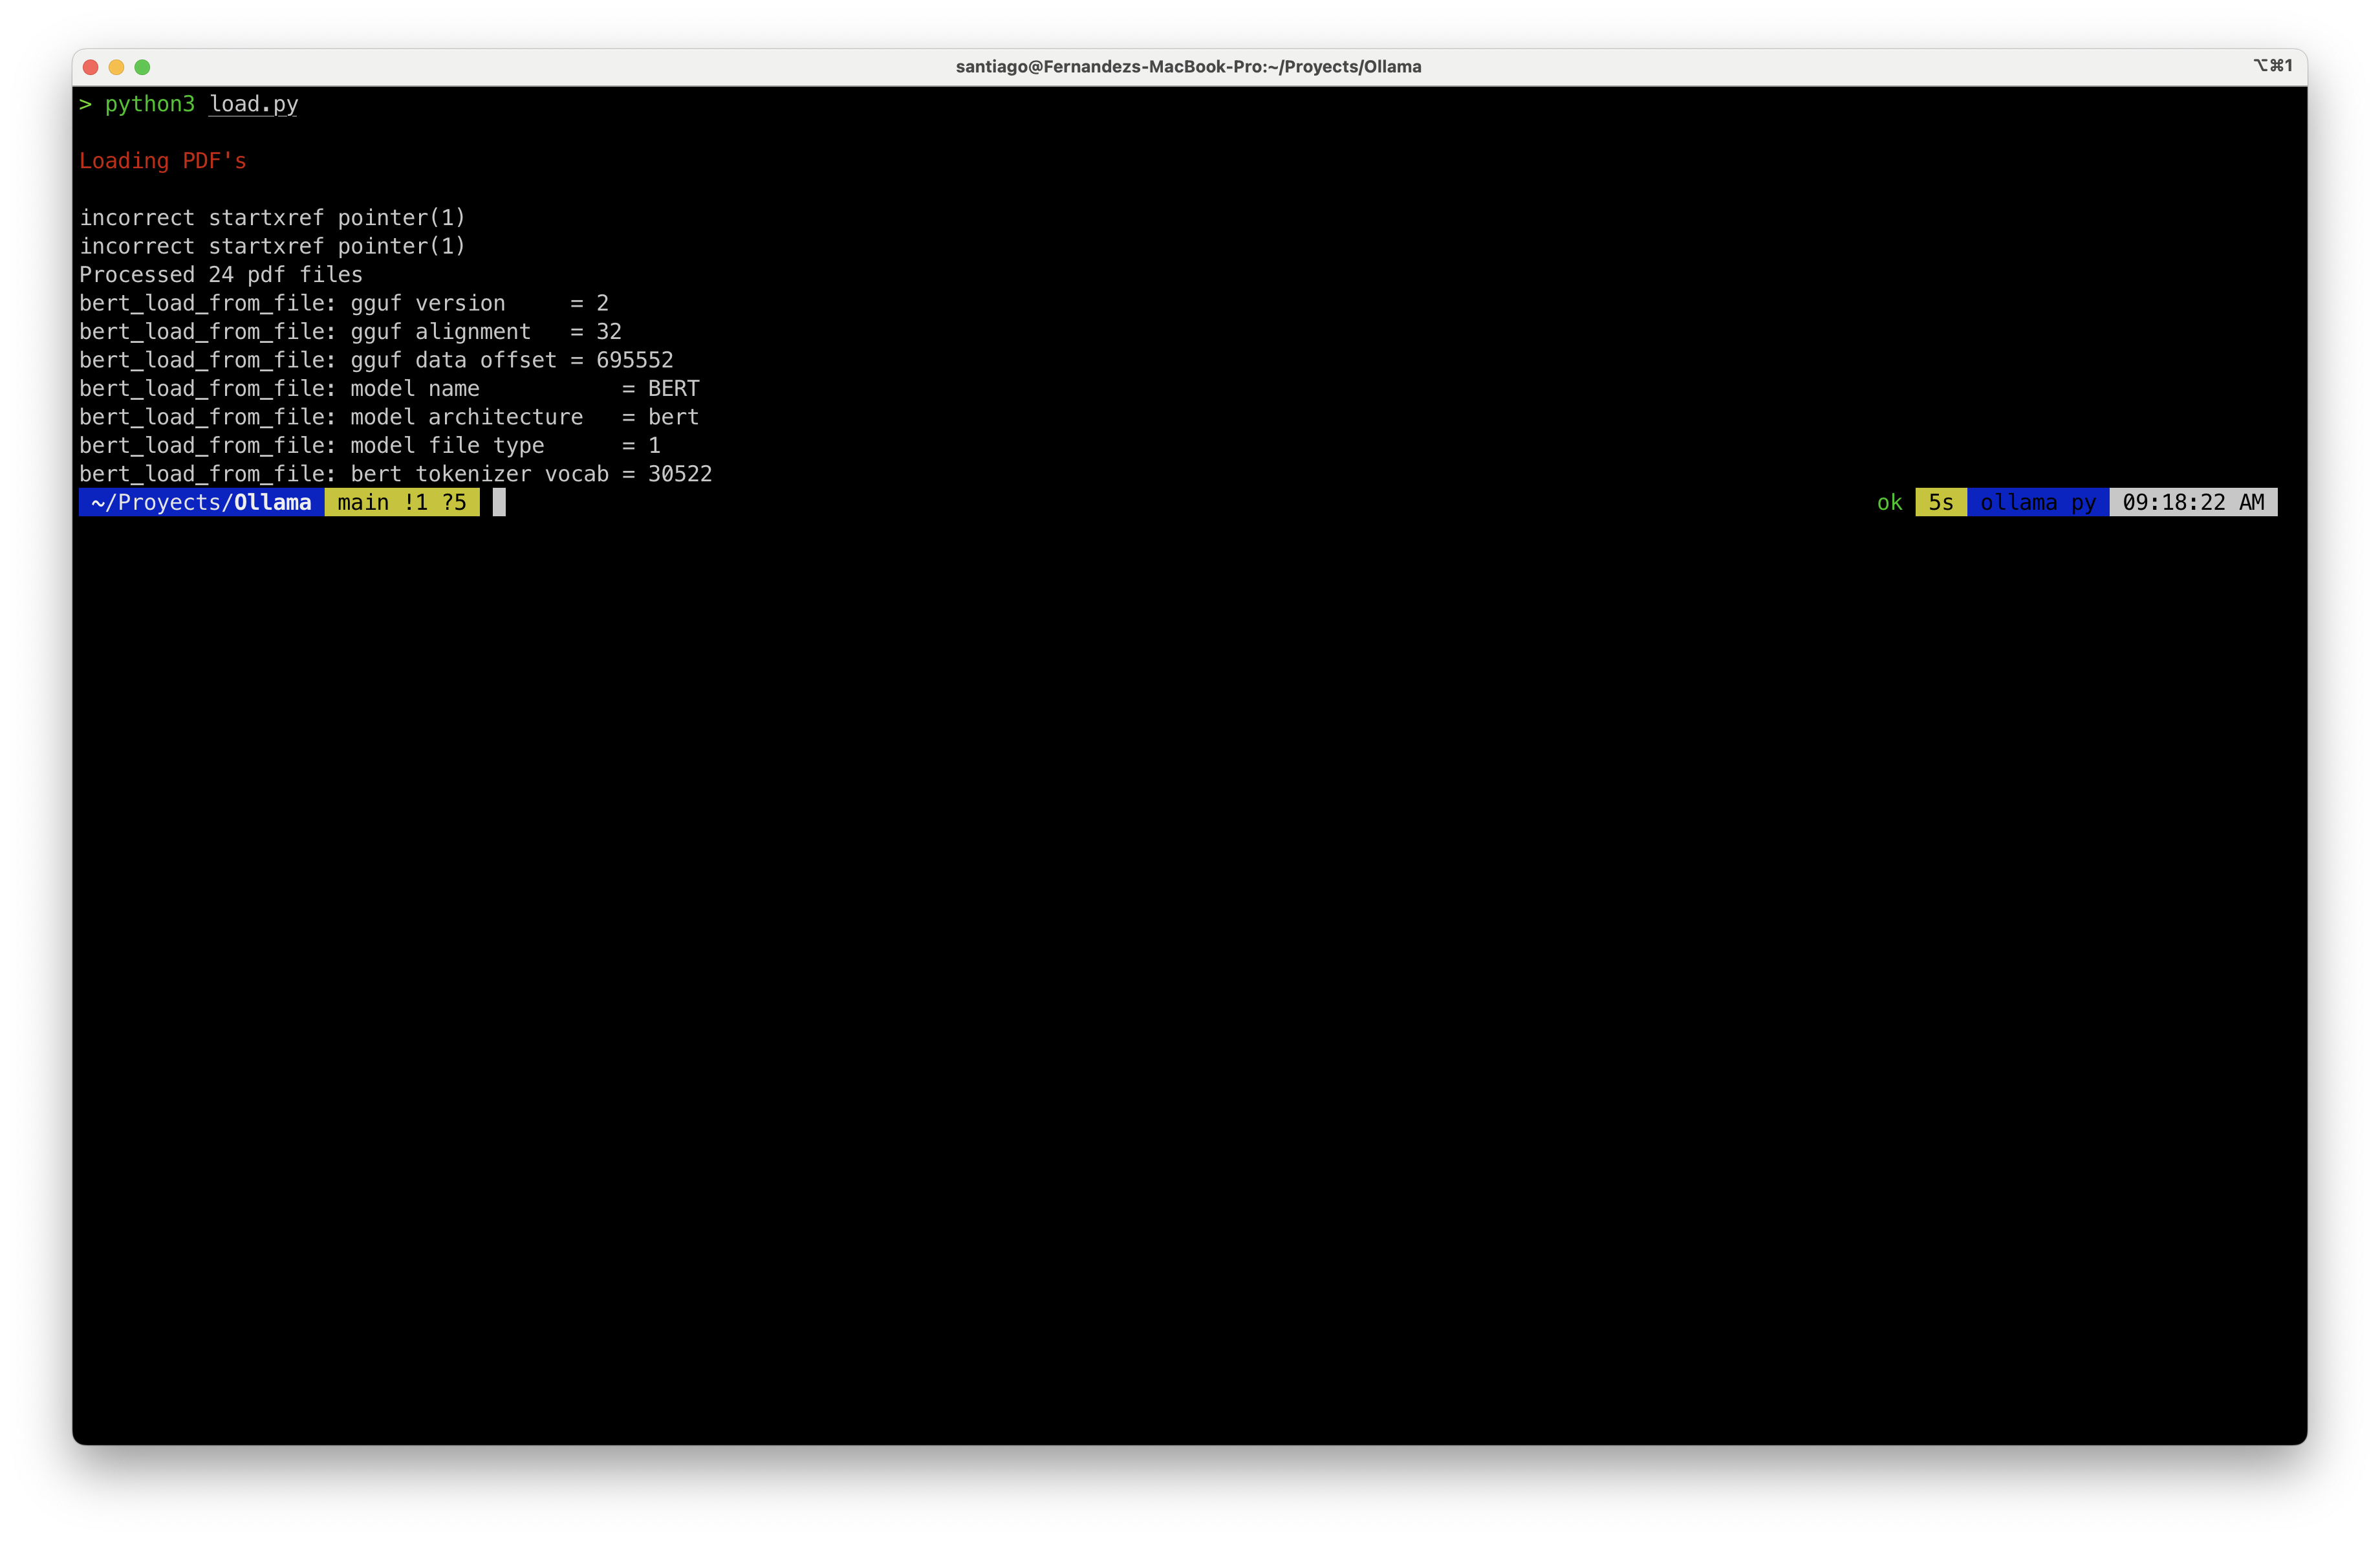 santiago@Fernandezs-MacBook-Pro:~/Proyects/Ollama ⌥⌘1
> python3 load.py
Loading PDF's
incorrect startxref pointer(1)
incorrect startxref pointer(1)
Processed 24 pdf files
bert_load_from_file: gguf version     = 2
bert_load_from_file: gguf alignment   = 32
bert_load_from_file: gguf data offset = 695552
bert_load_from_file: model name           = BERT
bert_load_from_file: model architecture   = bert
bert_load_from_file: model file type      = 1
bert_load_from_file: bert tokenizer vocab = 30522
~/Proyects/Ollama main !1 ?5 ok 5s ollama py 09:18:22 AM